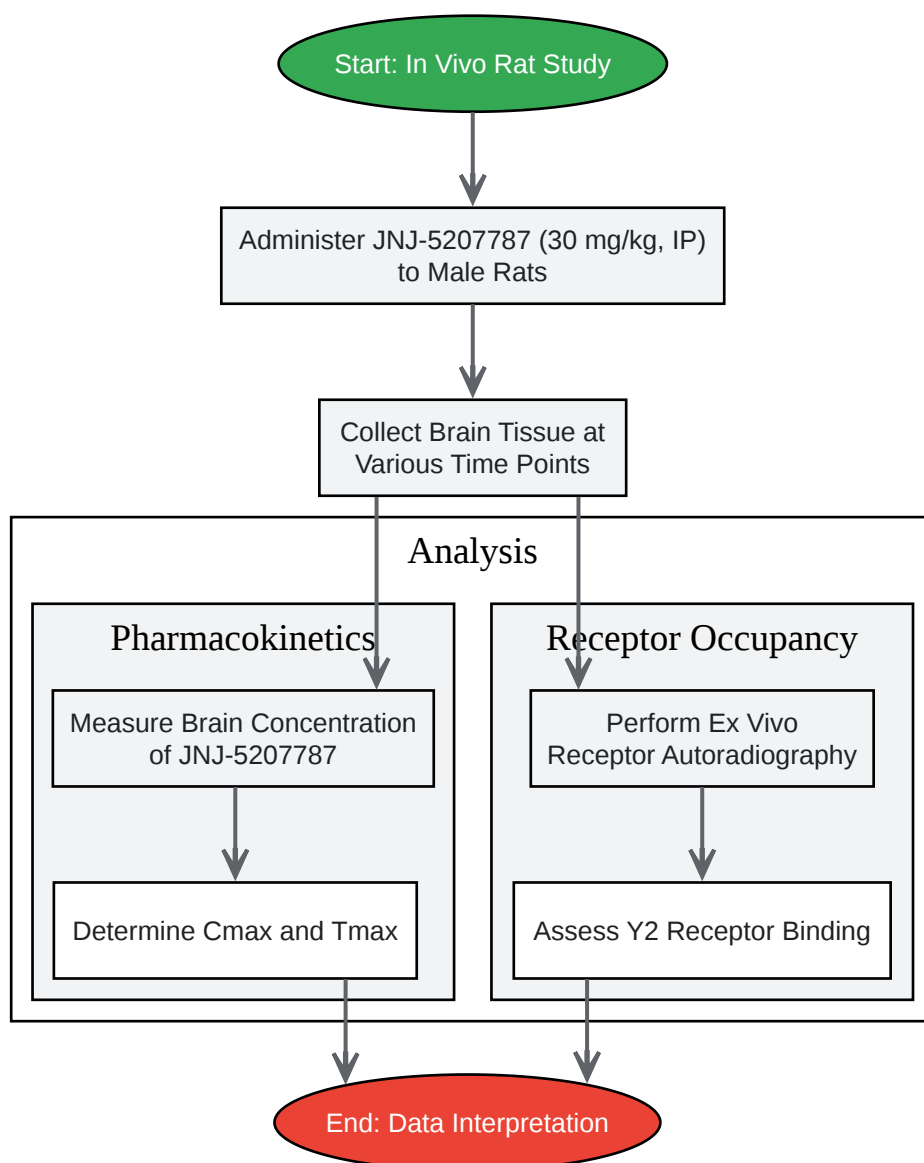 Start: In Vivo Rat Study
Administer JNJ-5207787 (30 mg/kg, IP)
to Male Rats
Collect Brain Tissue at
Various Time Points
Analysis
Pharmacokinetics
Measure Brain Concentration
of JNJ-5207787
Determine Cmax and Tmax
Receptor Occupancy
Perform Ex Vivo
Receptor Autoradiography
Assess Y2 Receptor Binding
End: Data Interpretation